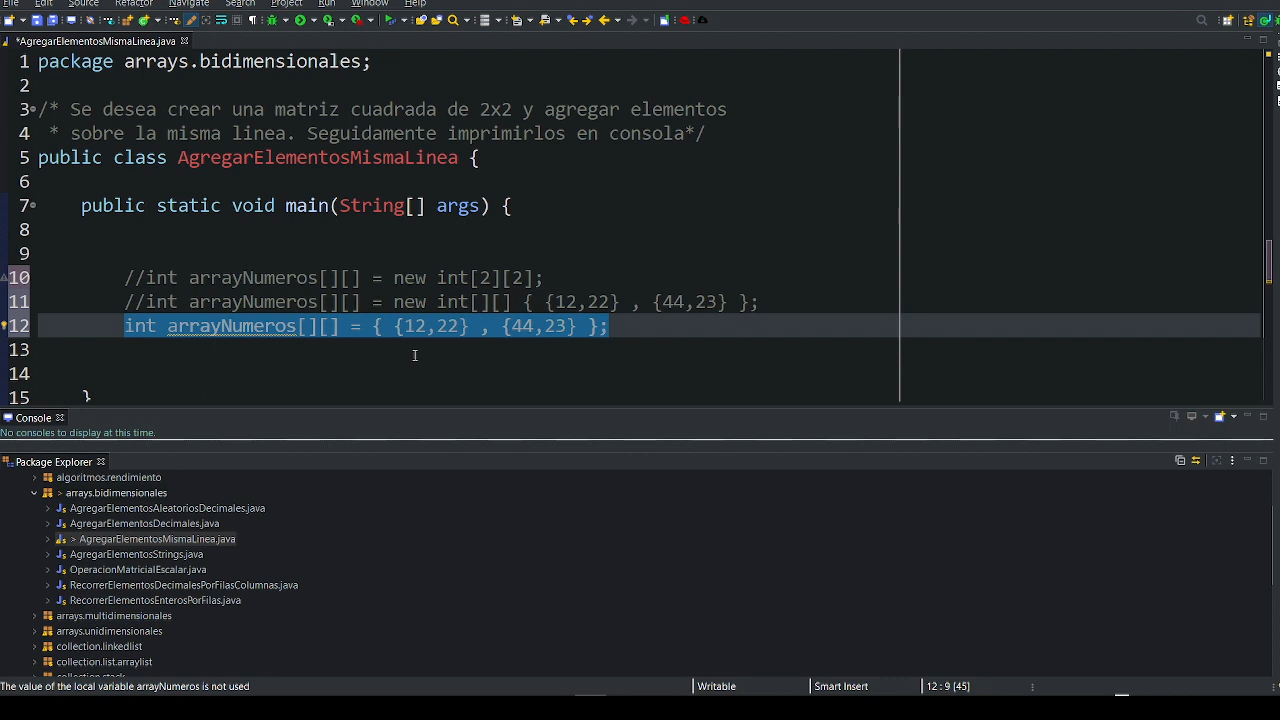 File Edit Source Refactor Navigate Search Project Run Window Help
*AgregarElementosMismaLinea.java
1 package arrays.bidimensionales;
2
3 /* Se desea crear una matriz cuadrada de 2x2 y agregar elementos
4 * sobre la misma linea. Seguidamente imprimirlos en consola*/
5 public class AgregarElementosMismaLinea {
6
7 public static void main(String[] args) {
8
9
10 //int arrayNumeros[][] = new int[2][2];
11 //int arrayNumeros[][] = new int[][] { {12,22} , {44,23} };
12 int arrayNumeros[][] = { {12,22} , {44,23} };
13
14
15 }
Console
No consoles to display at this time.
Package Explorer
algoritmos.rendimiento
> arrays.bidimensionales
AgregarElementosAleatoriosDecimales.java
AgregarElementosDecimales.java
> AgregarElementosMismaLinea.java
AgregarElementosStrings.java
OperacionMatricialEscalar.java
RecorrerElementosDecimalesPorFilasColumnas.java
RecorrerElementosEnterosPorFilas.java
arrays.multidimensionales
arrays.unidimensionales
collection.linkedlist
collection.list.arraylist
collection.stack
The value of the local variable arrayNumeros is not used
Writable
Smart Insert
12 : 9 [45]